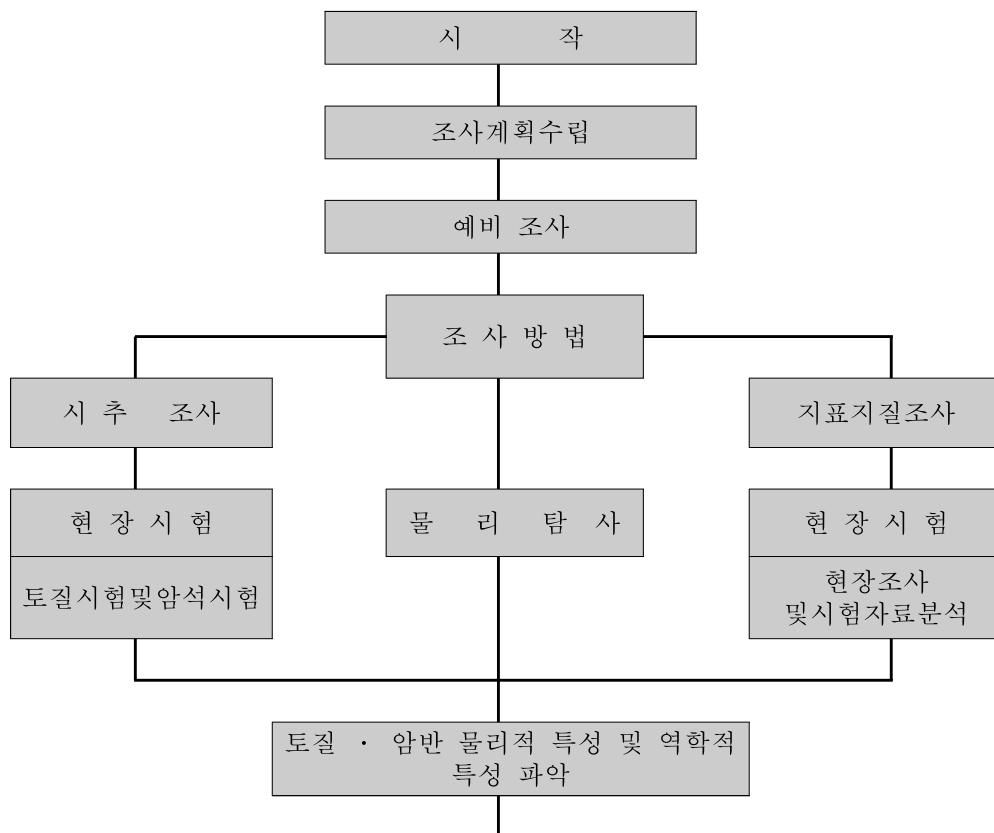 시 작
조사계획수립
예비 조사
조 사 방 법
시 추 조사
지표지질조사
현 장 시 험
물 리 탐 사
현 장 시 험
토질시험및암석시험
현장조사
및시험자료분석
토질 · 암반 물리적 특성 및 역학적
특성 파악